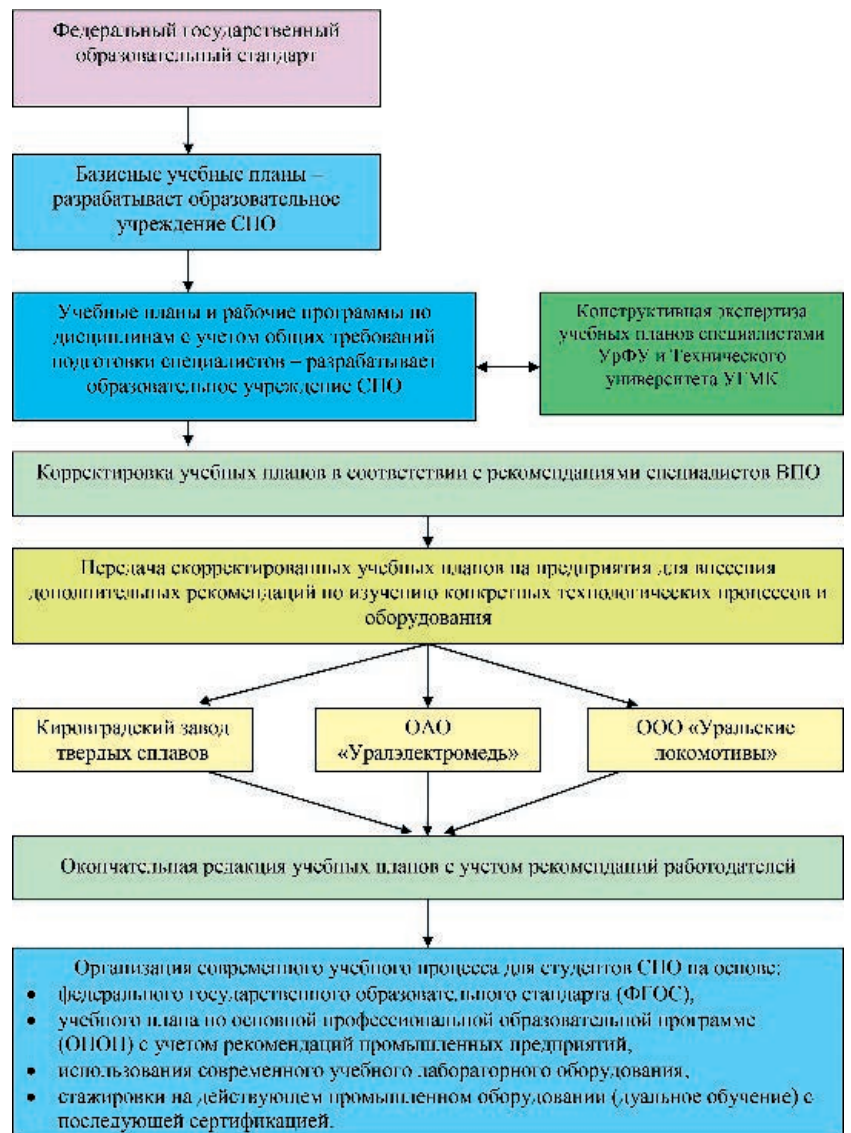 Федеральный государственный
образовательный стандарт
Базисные учебные планы –
разрабатывает образовательное
учреждение СПО
Учебные планы и рабочие программы по
дисциплинам с учетом общих требований
подготовки специалистов – разрабатывает
образовательное учреждение СПО
Конструктивная экспертиза
учебных планов специалистами
УрФУ и Технического
университета УГМК
Корректировка учебных планов в соответствии с рекомендациями специалистов ВПО
Передача скорректированных учебных планов на предприятия для внесения
дополнительных рекомендаций по изучению конкретных технологических процессов и
оборудования
Кировградский завод
твердых сплавов
ОАО
«Уралэлектромедь»
ООО «Уральские
локомотивы»
Окончательная редакция учебных планов с учетом рекомендаций работодателей
Организация современного учебного процесса для студентов СПО на основе:
• федерального государственного образовательного стандарта (ФГОС),
• учебного плана по основной профессиональной образовательной программе
(ОПОП) с учетом рекомендаций промышленных предприятий,
• использования современного учебного лабораторного оборудования,
• стажировки на действующем промышленном оборудовании (дуальное обучение) с
последующей сертификацией.